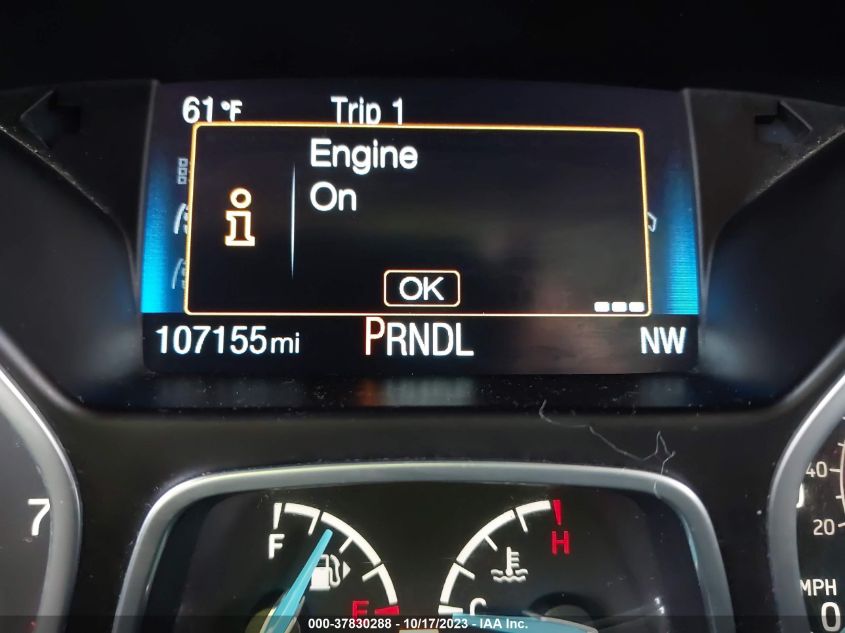 61°F Trip 1
Engine
On
i
OK
107155mi PRNDL NW
7
F H
40
20
E C
MPH
0
000-37830288 - 10/17/2023 - IAA Inc.